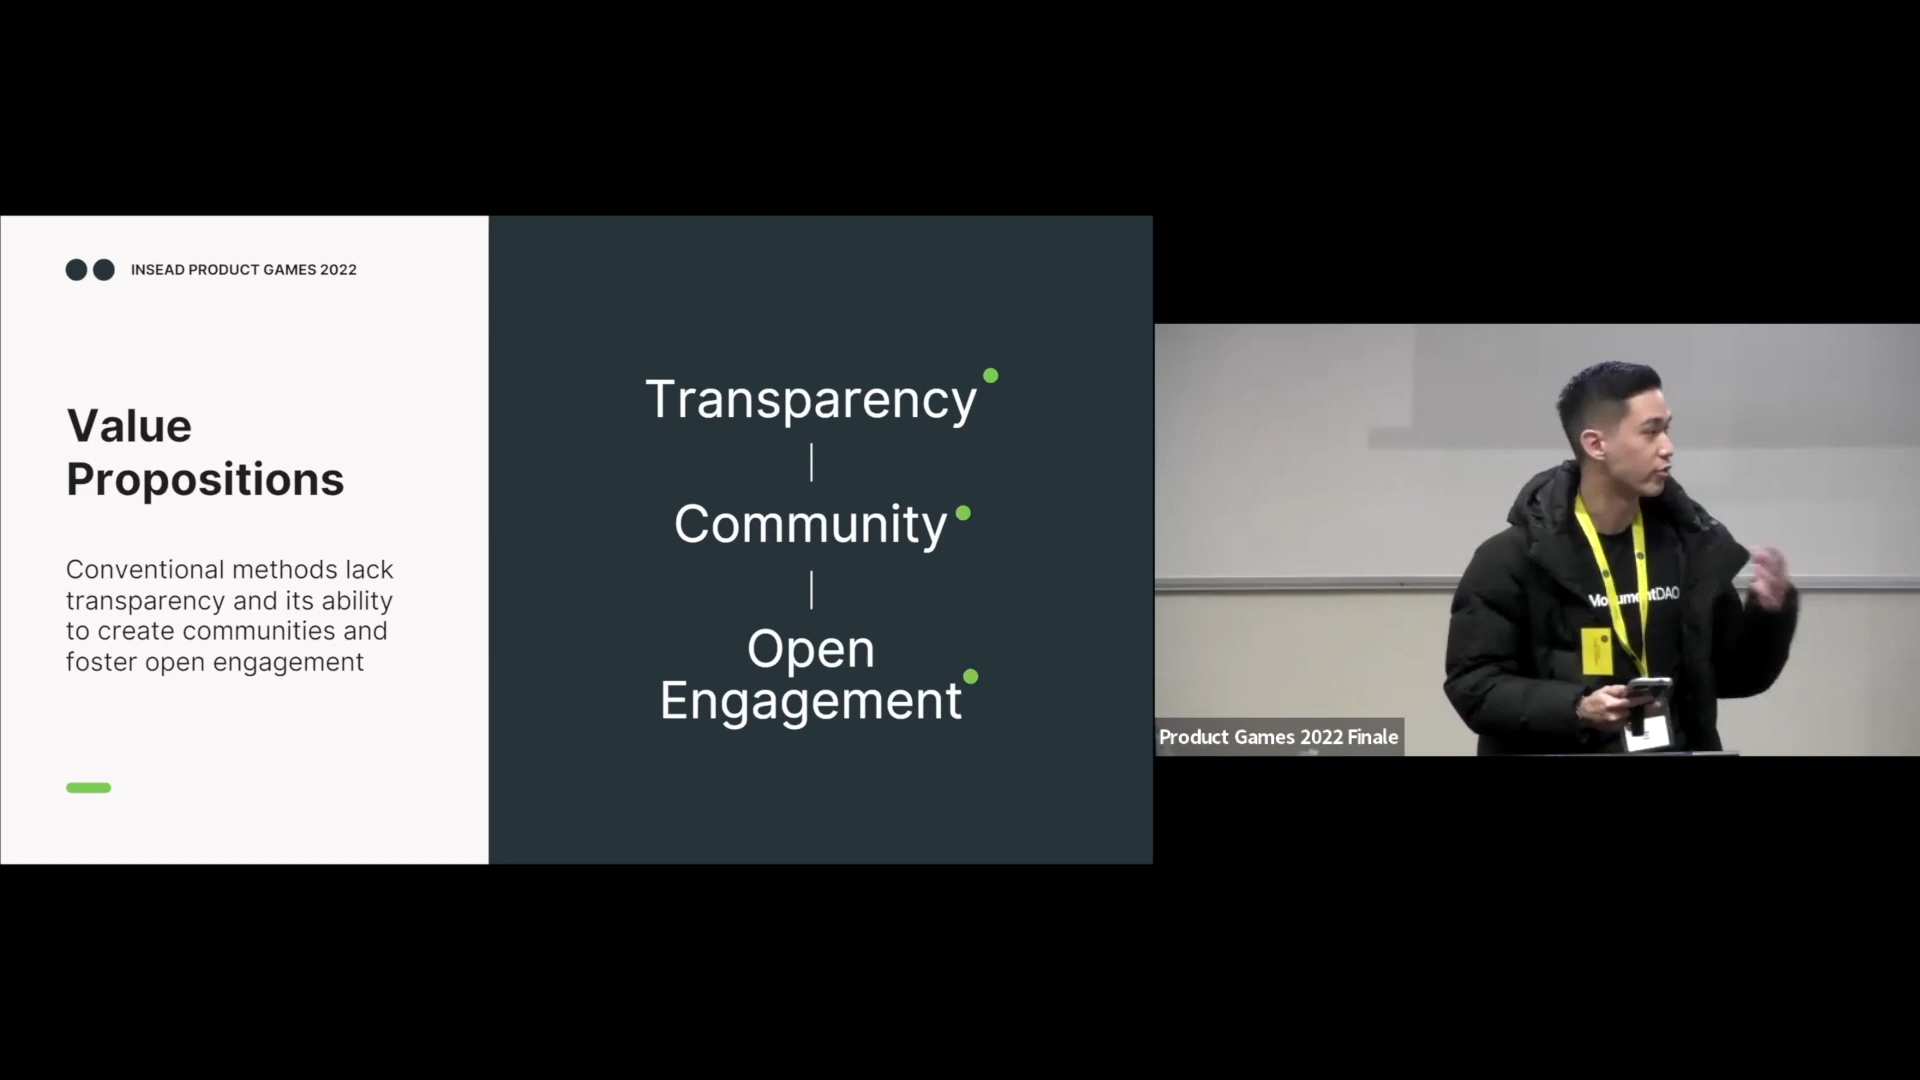 INSEAD PRODUCT GAMES 2022
Value
Propositions
Conventional methods lack
transparency and its ability
to create communities and
foster open engagement
Transparency
Community
Open
Engagement
MonumentDAO
Product Games 2022 Finale